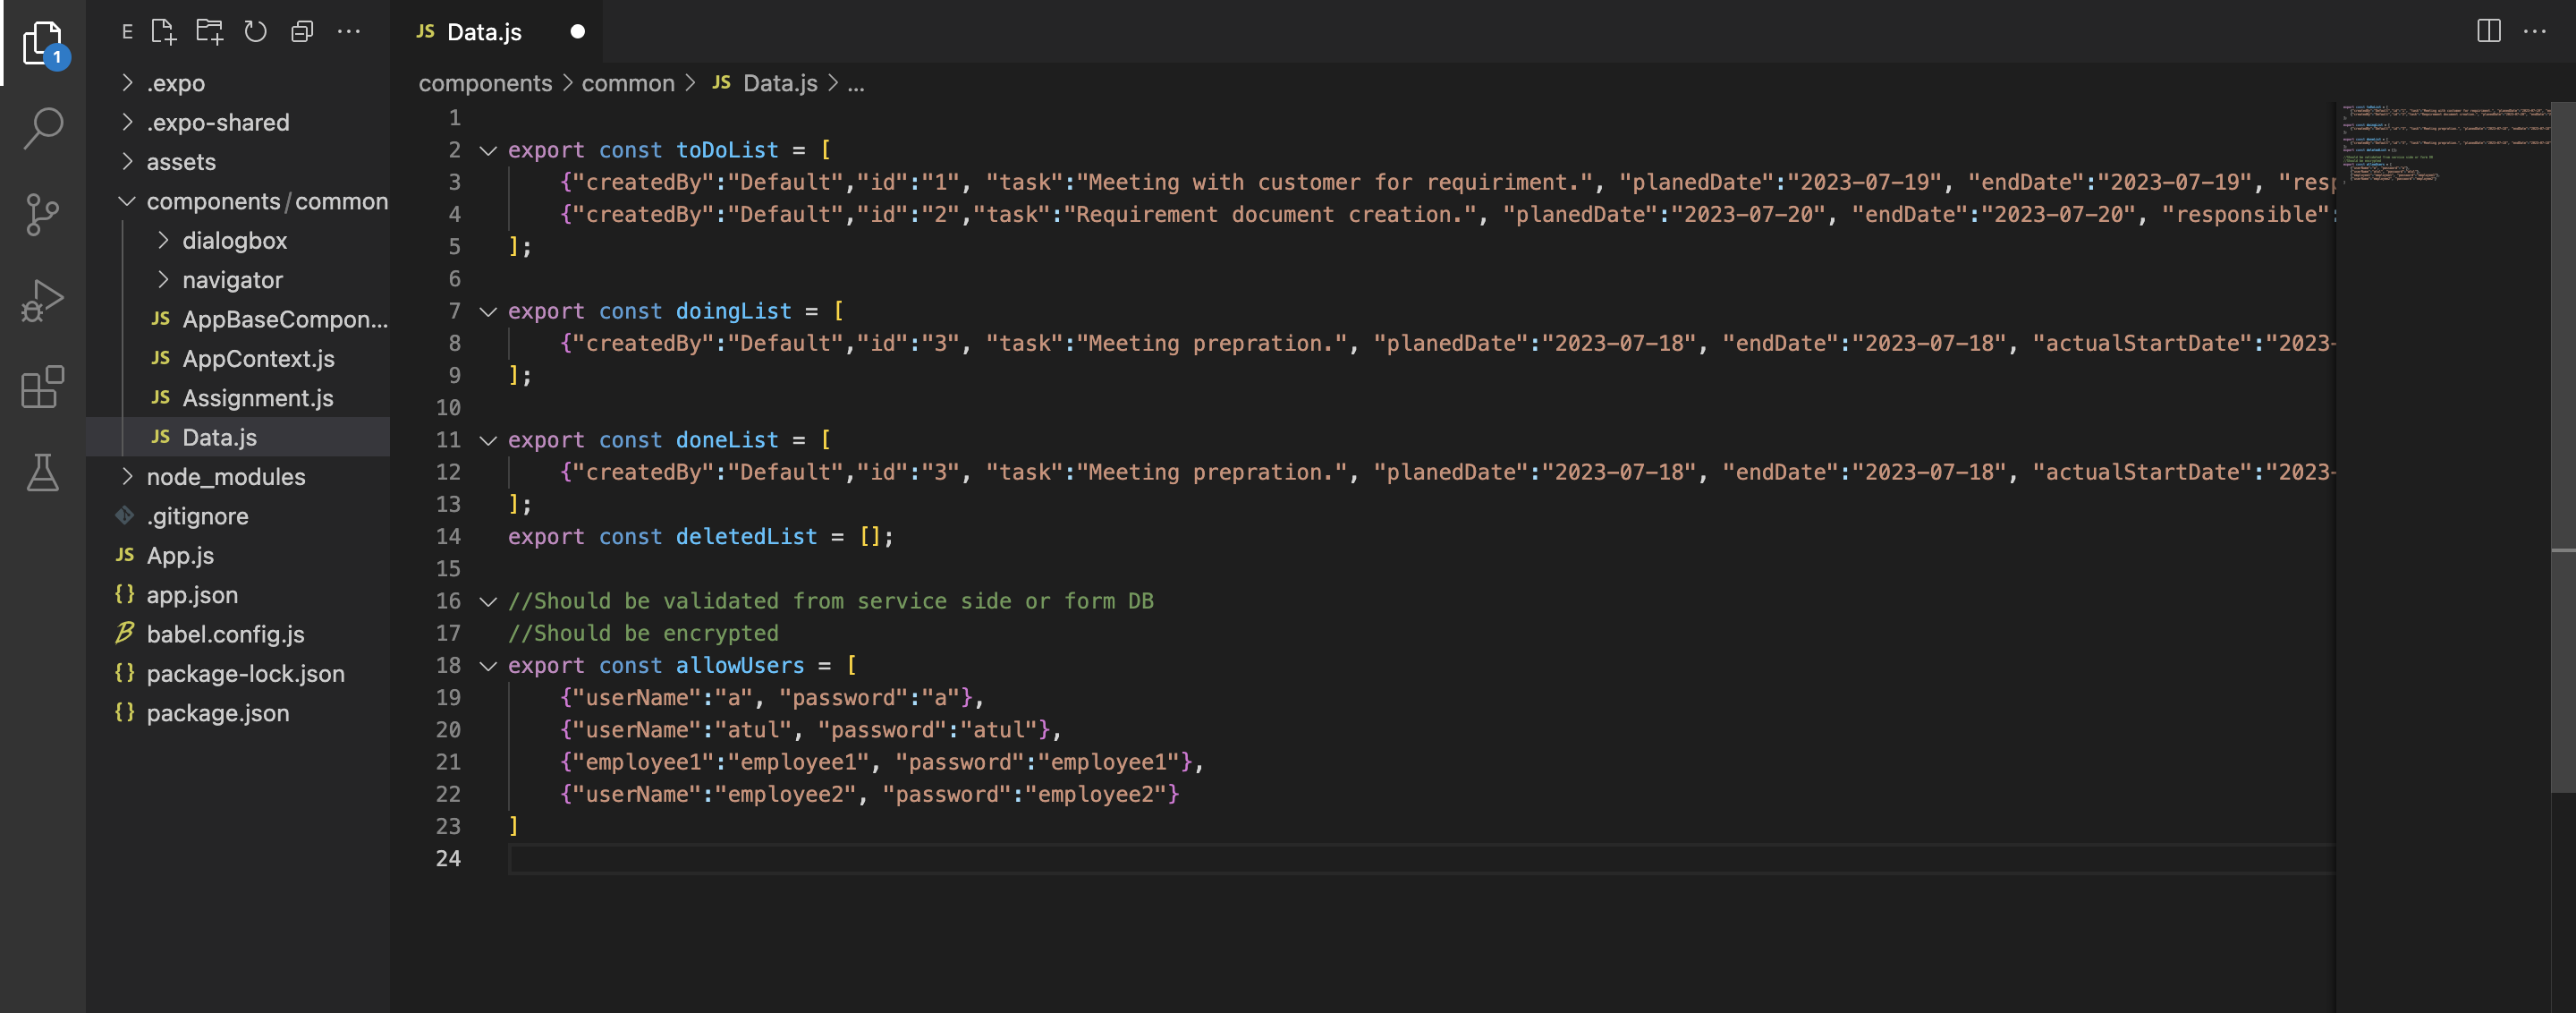 1
E
.expo
.expo-shared
assets
components/common
dialogbox
navigator
JS AppBaseCompon...
JS AppContext.js
JS Assignment.js
JS Data.js
node_modules
.gitignore
JS App.js
{} app.json
babel.config.js
{} package-lock.json
{} package.json
JS Data.js
components > common > JS Data.js > ...
1
2 export const toDoList = [
3 {"createdBy":"Default","id":"1", "task":"Meeting with customer for requiriment.", "planedDate":"2023-07-19", "endDate":"2023-07-19", "resp
4 {"createdBy":"Default","id":"2","task":"Requirement document creation.", "planedDate":"2023-07-20", "endDate":"2023-07-20", "responsible":
5 ];
6
7 export const doingList = [
8 {"createdBy":"Default","id":"3", "task":"Meeting prepration.", "planedDate":"2023-07-18", "endDate":"2023-07-18", "actualStartDate":"2023-
9 ];
10
11 export const doneList = [
12 {"createdBy":"Default","id":"3", "task":"Meeting prepration.", "planedDate":"2023-07-18", "endDate":"2023-07-18", "actualStartDate":"2023-
13 ];
14 export const deletedList = [];
15
16 //Should be validated from service side or form DB
17 //Should be encrypted
18 export const allowUsers = [
19 {"userName":"a", "password":"a"},
20 {"userName":"atul", "password":"atul"},
21 {"employee1":"employee1", "password":"employee1"},
22 {"userName":"employee2", "password":"employee2"}
23 ]
24